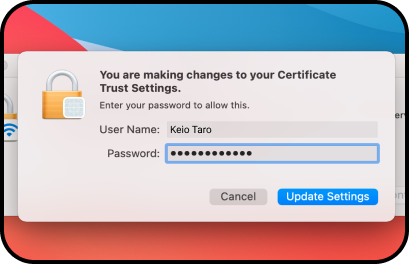 You are making changes to your Certificate
Trust Settings.
Enter your password to allow this.
User Name: Keio Taro
Password: ●●●●●●●●●●●●
Cancel Update Settings